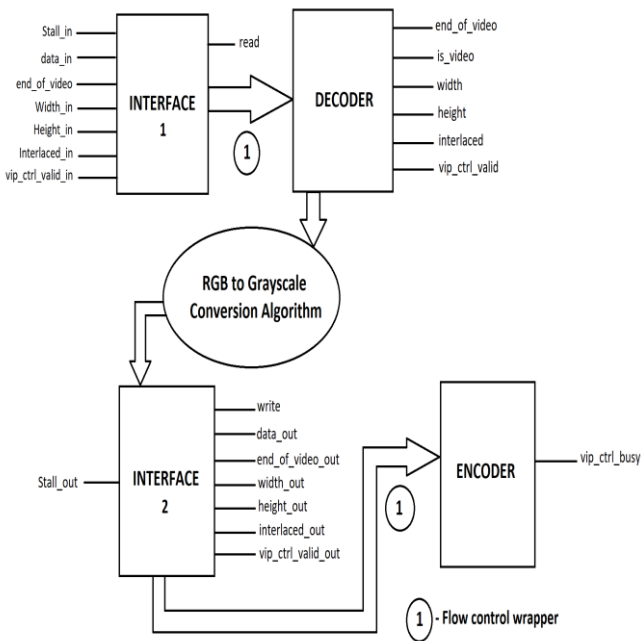 Stall_in
data_in
end_of_video
Width_in
Height_in
Interlaced_in
vip_ctrl_valid_in
INTERFACE
1
read
1
DECODER
end_of_video
is_video
width
height
interlaced
vip_ctrl_valid
RGB to Grayscale
Conversion Algorithm
Stall_out
INTERFACE
2
write
data_out
end_of_video_out
width_out
height_out
interlaced_out
vip_ctrl_valid_out
1
ENCODER
vip_ctrl_busy
1 - Flow control wrapper